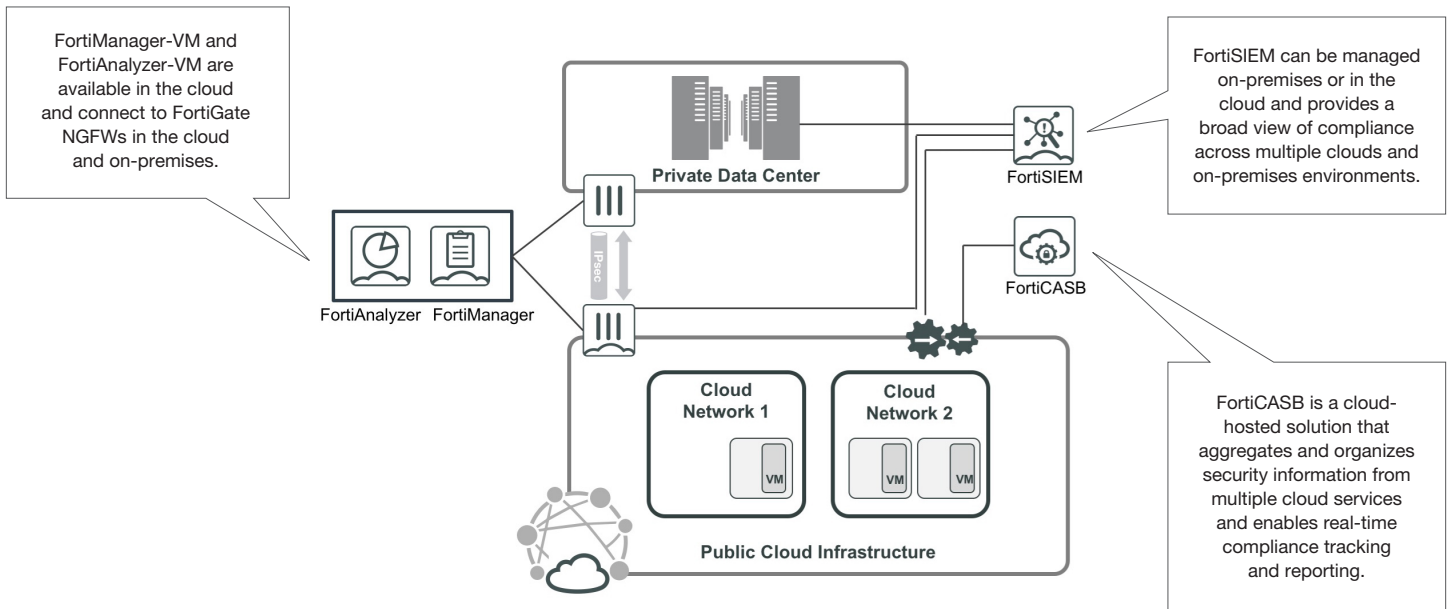 FortiManager-VM and
FortiAnalyzer-VM are
available in the cloud
and connect to FortiGate
NGFWs in the cloud
and on-premises.
Private Data Center
FortiSIEM
FortiSIEM can be managed
on-premises or in the
cloud and provides a
broad view of compliance
across multiple clouds and
on-premises environments.
IPsec
FortiAnalyzer FortiManager
FortiCASB
Cloud
Network 1
VM
Cloud
Network 2
VM
VM
Public Cloud Infrastructure
FortiCASB is a cloud-
hosted solution that
aggregates and organizes
security information from
multiple cloud services
and enables real-time
compliance tracking
and reporting.